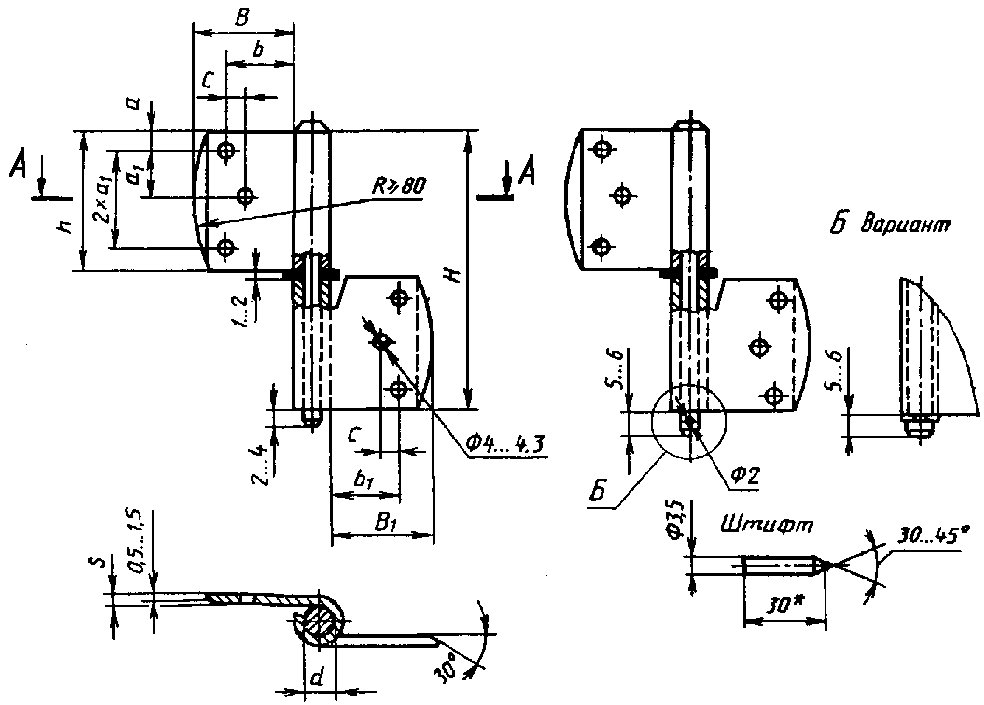 B
b
C
a
a₁
2×a₁
h
A
A
R≥80
H
1...2
2...4
C
b₁
B₁
Ф4...4,3
5...6
Б
Ф2
Б Вариант
5...6
Штифт
Ф3,5
30*
30...45°
S
0,5...1,5
d
30°